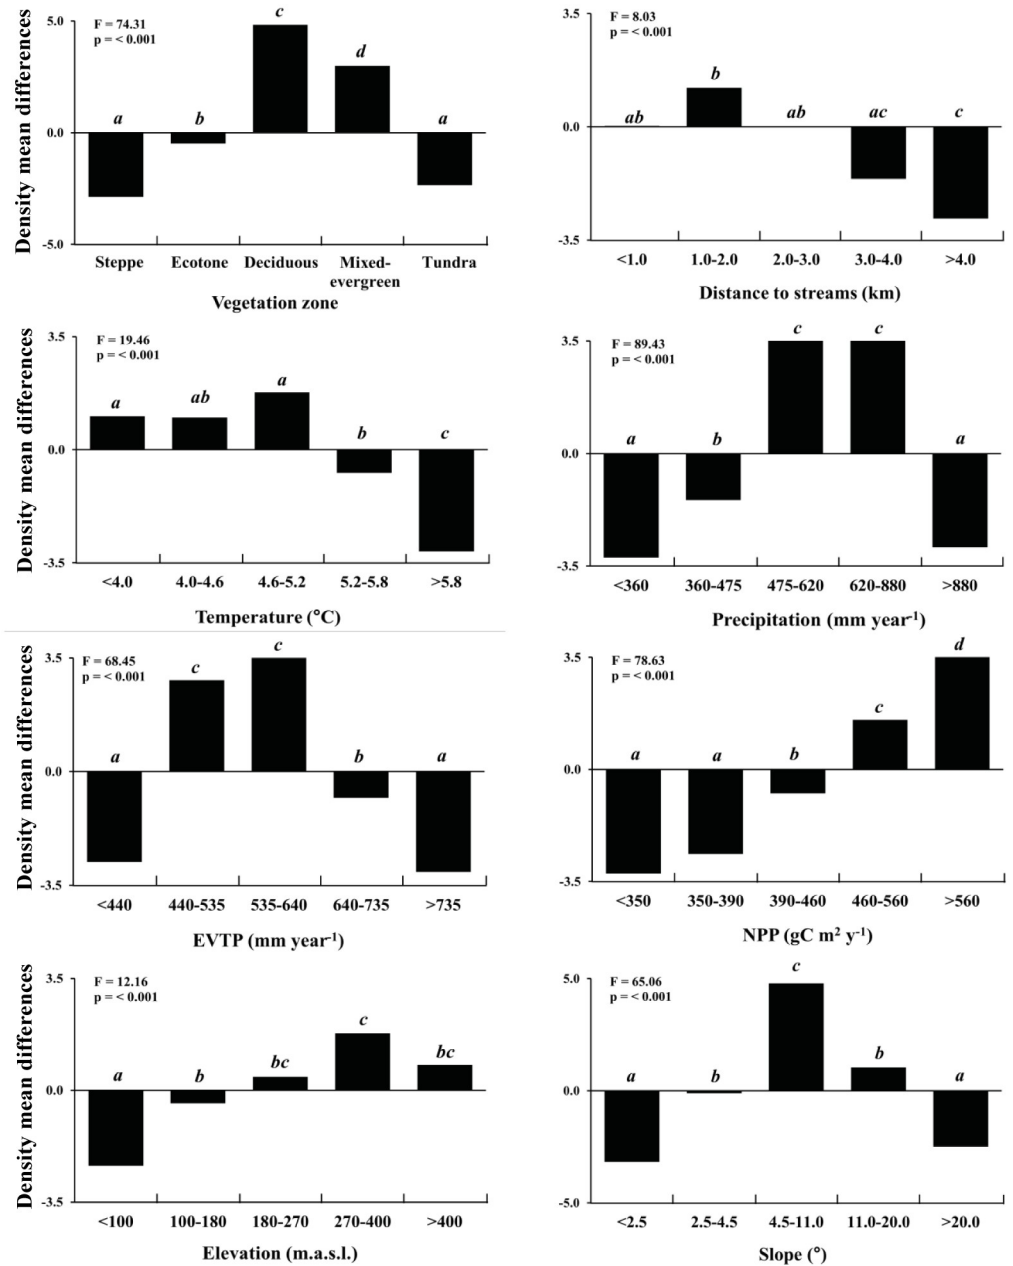 Density mean differences
5.0
0.0
-5.0
F = 74.31
p = < 0.001
a
b
c
d
a
Steppe
Ecotone
Deciduous
Mixed-
evergreen
Tundra
Vegetation zone
3.5
0.0
-3.5
F = 8.03
p = < 0.001
ab
b
ab
ac
c
<1.0
1.0-2.0
2.0-3.0
3.0-4.0
>4.0
Distance to streams (km)
Density mean differences
3.5
0.0
-3.5
F = 19.46
p = < 0.001
a
ab
a
b
c
<4.0
4.0-4.6
4.6-5.2
5.2-5.8
>5.8
Temperature (°C)
3.5
0.0
-3.5
F = 89.43
p = < 0.001
a
b
c
c
a
<360
360-475
475-620
620-880
>880
Precipitation (mm year⁻¹)
Density mean differences
3.5
0.0
-3.5
F = 68.45
p = < 0.001
a
c
c
b
a
<440
440-535
535-640
640-735
>735
EVTP (mm year⁻¹)
3.5
0.0
-3.5
F = 78.63
p = < 0.001
a
a
b
c
d
<350
350-390
390-460
460-560
>560
NPP (gC m² y⁻¹)
Density mean differences
3.5
0.0
-3.5
F = 12.16
p = < 0.001
a
b
bc
c
bc
<100
100-180
180-270
270-400
>400
Elevation (m.a.s.l.)
5.0
0.0
-5.0
F = 65.06
p = < 0.001
a
b
c
b
a
<2.5
2.5-4.5
4.5-11.0
11.0-20.0
>20.0
Slope (°)